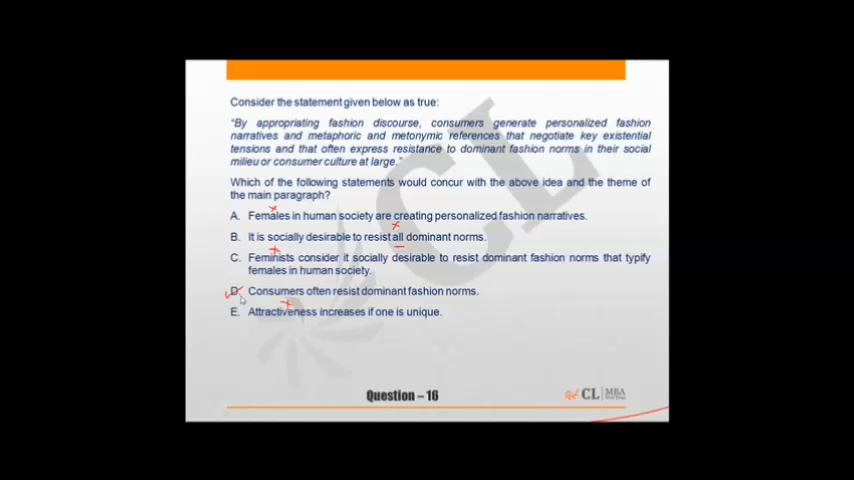 Consider the statement given below as true:
"By appropriating fashion discourse, consumers generate personalized fashion
narratives and metaphoric and metonymic references that negotiate key existential
tensions and that often express resistance to dominant fashion norms in their social
milieu or consumer culture at large."
Which of the following statements would concur with the above idea and the theme of
the main paragraph?
A. Females in human society are creating personalized fashion narratives.
B. It is socially desirable to resist all dominant norms.
C. Feminists consider it socially desirable to resist dominant fashion norms that typify
females in human society.
D. Consumers often resist dominant fashion norms.
E. Attractiveness increases if one is unique.
Question – 16
CL MBA